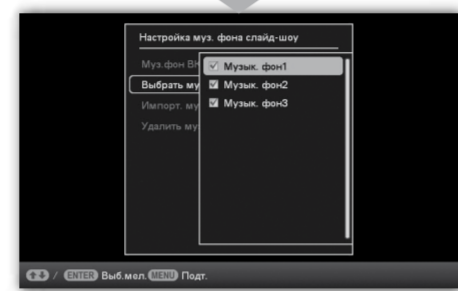 Настройка муз. фона слайд-шоу
Муз.фон ВК
Выбрать му
Импорт. му
Удалить му
Музык. фон1
Музык. фон2
Музык. фон3
/ ENTER Выб.мел. MENU Подт.